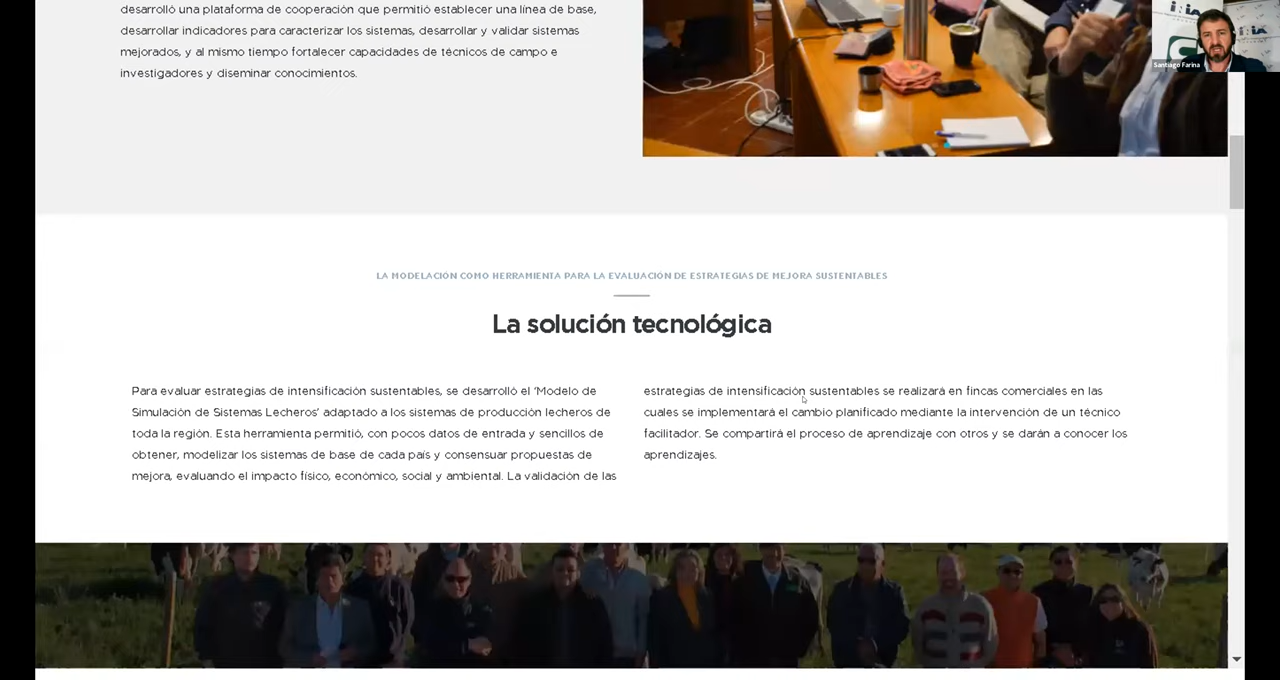 desarrolló una plataforma de cooperación que permitió establecer una línea de base,
desarrollar indicadores para caracterizar los sistemas, desarrollar y validar sistemas
mejorados, y al mismo tiempo fortalecer capacidades de técnicos de campo e
investigadores y diseminar conocimientos.
Santiago Farina
LA MODELACIÓN COMO HERRAMIENTA PARA LA EVALUACIÓN DE ESTRATEGIAS DE MEJORA SUSTENTABLES
La solución tecnológica
Para evaluar estrategias de intensificación sustentables, se desarrolló el 'Modelo de
Simulación de Sistemas Lecheros' adaptado a los sistemas de producción lecheros de
toda la región. Esta herramienta permitió, con pocos datos de entrada y sencillos de
obtener, modelizar los sistemas de base de cada país y consensuar propuestas de
mejora, evaluando el impacto físico, económico, social y ambiental. La validación de las
estrategias de intensificación sustentables se realizará en fincas comerciales en las
cuales se implementará el cambio planificado mediante la intervención de un técnico
facilitador. Se compartirá el proceso de aprendizaje con otros y se darán a conocer los
aprendizajes.